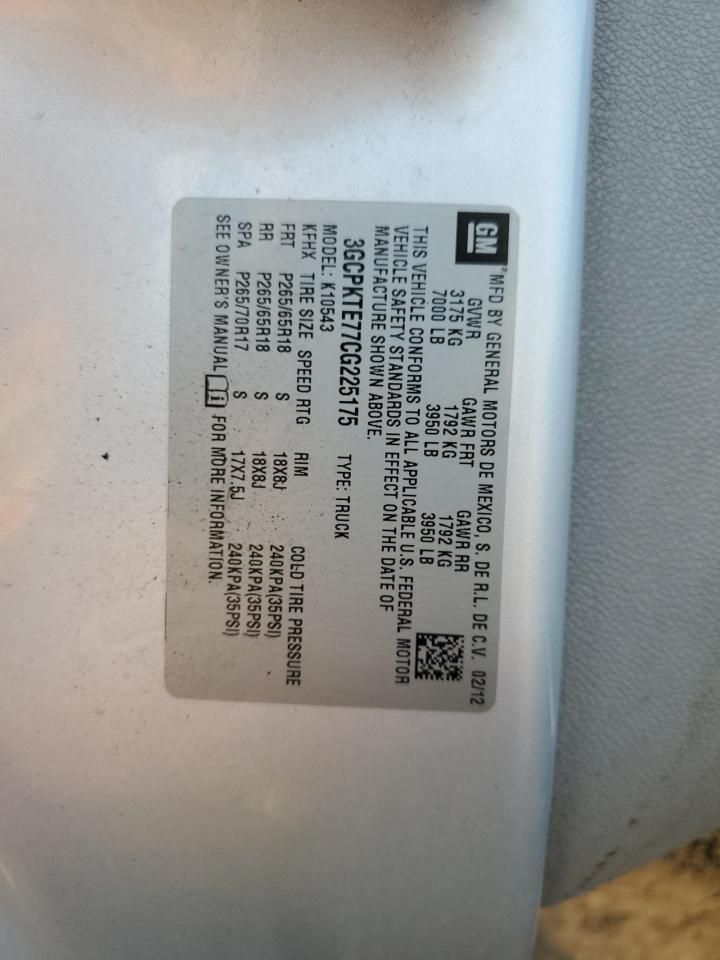 GM
MFD BY GENERAL MOTORS DE MEXICO, S. DE R.L. DE C.V. 02/12
GVWR GAWR FRT GAWR RR
3175 KG 1792 KG 1792 KG
7000 LB 3950 LB 3950 LB
THIS VEHICLE CONFORMS TO ALL APPLICABLE U.S. FEDERAL MOTOR
VEHICLE SAFETY STANDARDS IN EFFECT ON THE DATE OF
MANUFACTURE SHOWN ABOVE.
3GCPKTE77CG225175 TYPE: TRUCK
MODEL: K10543
KFHX TIRE SIZE SPEED RTG RIM COLD TIRE PRESSURE
FRT P265/65R18 S 18X8J 240KPA(35PSI)
RR P265/65R18 S 18X8J 240KPA(35PSI)
SPA P265/70R17 S 17X7.5J 240KPA(35PSI)
SEE OWNER'S MANUAL FOR MORE INFORMATION.